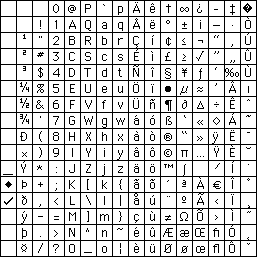 0 @ P ` p Ä ê † ∞ ¿ - ‡ �
! 1 A Q a q Å ë ° ± ¡ — · Ò
¹ " 2 B R b r Ç í ¢ ≤ ¬ “ ‚ Ú
² # 3 C S c s É ì £ ≥ √ ” „ Û
³ $ 4 D T d t Ñ î § ¥ ƒ ‘ ‰ Ù
¼ % 5 E U e u Ö ï • µ ≈ ’ Â ı
½ & 6 F V f v Ü ñ ¶ ∂ ∆ ÷ Ê ˆ
¾ ' 7 G W g w á ó ß ∑ « ◊ Á ˜
Ð ( 8 H X h x à ò ® ∏ » ÿ Ë ¯
× ) 9 I Y i y â ô © π … Ÿ È ˘
Ý * : J Z j z ä ö ™ ∫ ⁄ Í ˙
◆ Þ + ; K [ k { ã õ ´ ª À € Î ˚
✓ ð , < L \ l | å ú ¨ º Ã ‹ Ï ¸
ý - = M ] m } ç ù ≠ Ω Õ › Ì ˝
þ . > N ^ n ~ é û Æ æ Œ ﬁ Ó ˛
¤ / ? O _ o è ü Ø ø œ ﬂ Ô ˇ